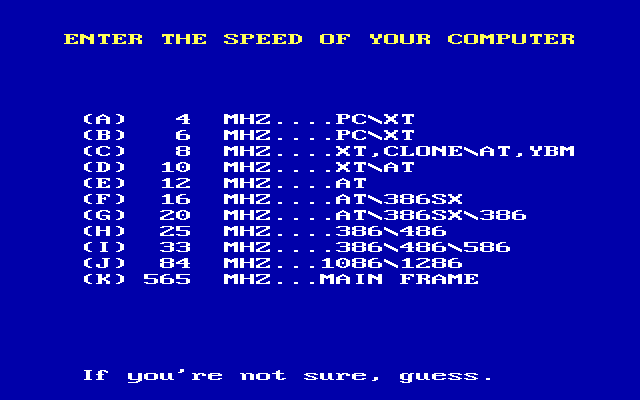 ENTER THE SPEED OF YOUR COMPUTER
(A) 4 MHZ....PC\XT
(B) 6 MHZ....PC\XT
(C) 8 MHZ....XT,CLONE\AT,YBM
(D) 10 MHZ....XT\AT
(E) 12 MHZ....AT
(F) 16 MHZ....AT\386SX
(G) 20 MHZ....AT\386SX\386
(H) 25 MHZ....386\486
(I) 33 MHZ....386\486\586
(J) 84 MHZ...1086\1286
(K) 565 MHZ...MAIN FRAME
If you're not sure, guess.